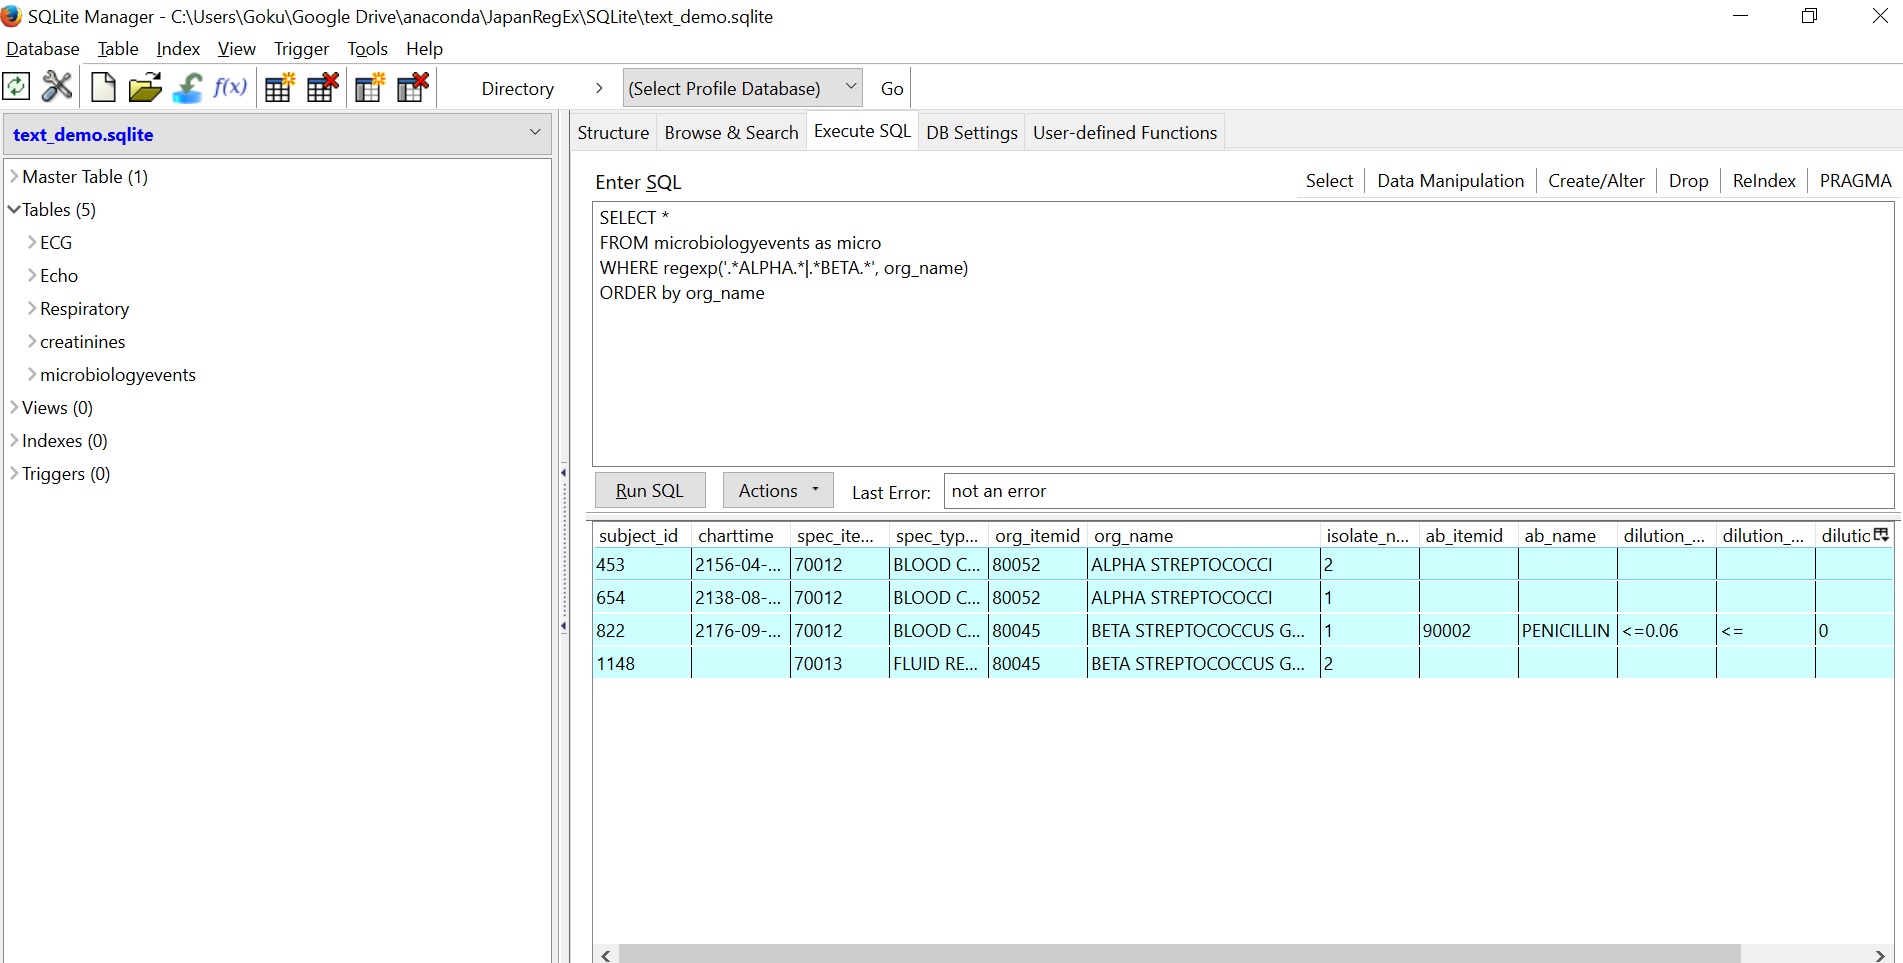 SQLite Manager - C:\Users\Goku\Google Drive\anaconda\JapanRegEx\SQLite\text_demo.sqlite
Database Table Index View Trigger Tools Help
f(x) Directory (Select Profile Database) Go
text_demo.sqlite
Master Table (1)
Tables (5)
ECG
Echo
Respiratory
creatinines
microbiologyevents
Views (0)
Indexes (0)
Triggers (0)
Structure Browse & Search Execute SQL DB Settings User-defined Functions
Enter SQL Select Data Manipulation Create/Alter Drop ReIndex PRAGMA
SELECT *
FROM microbiologyevents as micro
WHERE regexp('.*ALPHA.*|.*BETA.*', org_name)
ORDER by org_name
Run SQL Actions Last Error: not an error
subject_id charttime spec_ite... spec_typ... org_itemid org_name isolate_n... ab_itemid ab_name dilution_... dilution_... dilutic
453 2156-04-... 70012 BLOOD C... 80052 ALPHA STREPTOCOCCI 2
654 2138-08-... 70012 BLOOD C... 80052 ALPHA STREPTOCOCCI 1
822 2176-09-... 70012 BLOOD C... 80045 BETA STREPTOCOCCUS G... 1 90002 PENICILLIN <=0.06 <= 0
1148 70013 FLUID RE... 80045 BETA STREPTOCOCCUS G... 2